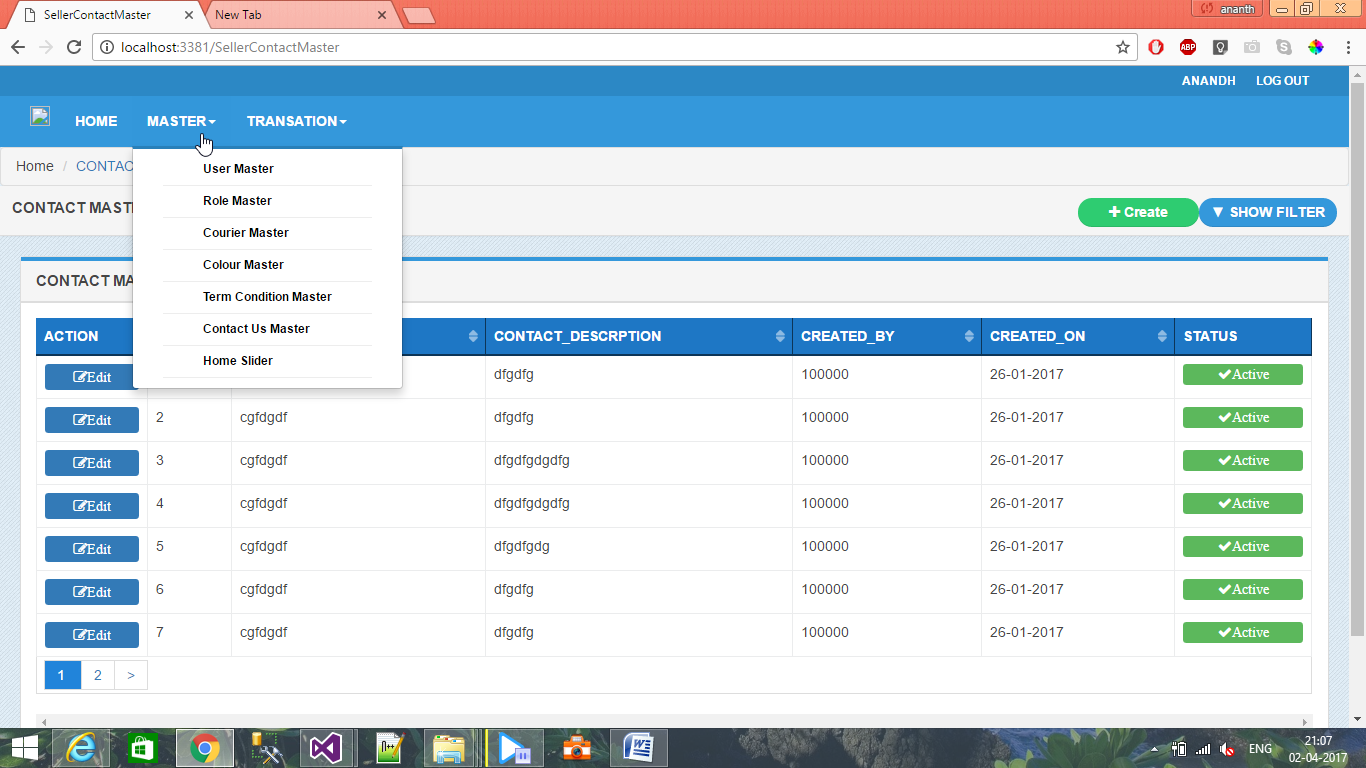 SellerContactMaster
New Tab
ananth
localhost:3381/SellerContactMaster
ABP
ANANDH LOG OUT
HOME MASTER TRANSATION
Home / CONTAC
User Master
Role Master
Courier Master
Colour Master
Term Condition Master
Contact Us Master
Home Slider
CONTACT MAST
+ Create
▼ SHOW FILTER
CONTACT MA
ACTION CONTACT_DESCRPTION CREATED_BY CREATED_ON STATUS
Edit dfgdfg 100000 26-01-2017 Active
Edit 2 cgfdgdf dfgdfg 100000 26-01-2017 Active
Edit 3 cgfdgdf dfgdfgdgdfg 100000 26-01-2017 Active
Edit 4 cgfdgdf dfgdfgdgdfg 100000 26-01-2017 Active
Edit 5 cgfdgdf dfgdfgdg 100000 26-01-2017 Active
Edit 6 cgfdgdf dfgdfg 100000 26-01-2017 Active
Edit 7 cgfdgdf dfgdfg 100000 26-01-2017 Active
1 2 >
ENG
21:07
02-04-2017